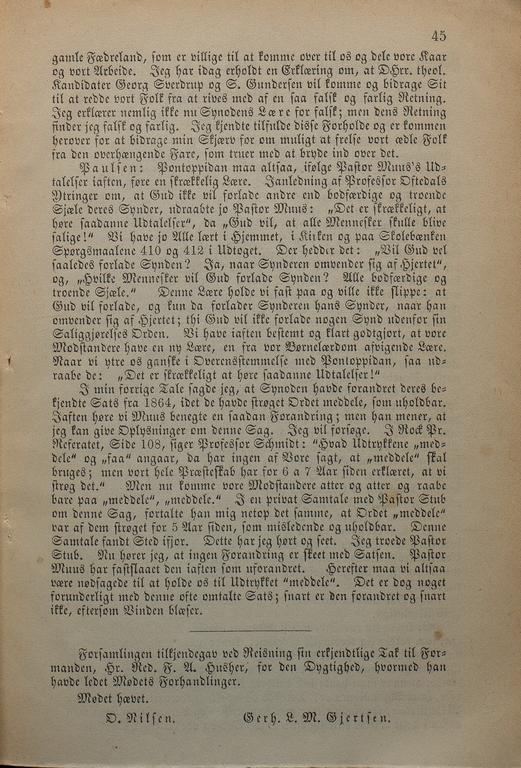 45
gamle Fædreland, som er villige til at komme over til os og dele vore Kaar
og vort Arbeide. Jeg har idag erholdt en Erklæring om, at DHrr. theol.
Kandidater Georg Sverdrup og S. Gundersen vil komme og bidrage Sit
til at redde vort Folk fra at rives med af en saa falsk og farlig Retning.
Jeg erklærer nemlig ikke nu Synodens Lære for falsk; men dens Retning
finder jeg falsk og farlig. Jeg kjendte tilfulde disse Forholde og er kommen
herover for at bidrage min Skjærv for om muligt at frelse vort ædle Folk
fra den overhængende Fare, som truer med at bryde ind over det.
Paulsen: Pontoppidan maa altsaa, ifølge Pastor Muus's Ud-
talelser iaften, føre en skrækkelig Lære. Ianledning af Professor Oftedals
Ytringer om, at Gud ikke vil forlade andre end bodfærdige og troende
Sjæle deres Synder, udraabte jo Pastor Muus: „Det er skrækkeligt, at
høre saadanne Udtalelser“, da „Gud vil, at alle Mennesker skulle blive
salige!“ Vi have jo Alle lært i Hjemmet, i Kirken og paa Skolebænken
Spørgsmaalene 410 og 412 i Udtoget. Der hedder det: „Vil Gud vel
saaledes forlade Synden? Ja, naar Synderen omvender sig af Hjertet“,
og, „Hvilke Mennesker vil Gud forlade Synden? Alle bodfærdige og
troende Sjæle.“ Denne Lære holde vi fast paa og ville ikke slippe: at
Gud vil forlade, og kun da forlader Synderen hans Synder, naar han
omvender sig af Hjertet; thi Gud vil ikke forlade nogen Synd udenfor sin
Saliggjørelses Orden. Vi have iaften bestemt og klart godtgjort, at vore
Modstandere have en ny Lære, en fra vor Børnelærdom afvigende Lære.
Naar vi ytre os ganske i Overensstemmelse med Pontoppidan, saa ud-
raabe de: „Det er skrækkeligt at høre saadanne Udtalelser!“
I min forrige Tale sagde jeg, at Synoden havde forandret deres be-
kjendte Sats fra 1864, idet de havde strøget Ordet meddele, som uholdbar.
Iaften høre vi Muus benegte en saadan Forandring; men han mener, at
jeg kan give Oplysninger om denne Sag. Jeg vil forsøge. I Rock Pr.
Referatet, Side 108, siger Professor Schmidt: “Hvad Udtrykkene „med-
dele“ og „faa“ angaar, da har ingen af Vore sagt, at „meddele“ skal
bruges; men vort hele Præsteskab har for 6 a 7 Aar siden erklæret, at vi
strøg det.“ Men nu komme vore Modstandere atter og atter og raabe
bare paa „meddele“, „meddele.“ I en privat Samtale med Pastor Stub
om denne Sag, fortalte han mig netop det samme, at Ordet „meddele“
var af dem strøget for 5 Aar siden, som misledende og uholdbar. Denne
Samtale fandt Sted ifjor. Dette har jeg hørt og seet. Jeg troede Pastor
Stub. Nu hører jeg, at ingen Forandring er skeet med Satsen. Pastor
Muus har fastslaaet den iaften som uforandret. Herefter maa vi altsaa
være nødsagede til at holde os til Udtrykket “meddele“. Det er dog noget
forunderligt med denne ofte omtalte Sats; snart er den forandret og snart
ikke, eftersom Vinden blæser.
Forsamlingen tilkjendegav ved Reisning sin erkjendtlige Tak til For-
manden, Hr. Red. F. A. Husher, for den Dygtighed, hvormed han
havde ledet Mødets Forhandlinger.
Mødet hævet.
O. Nilsen. Gerh. L. M. Gjertsen.